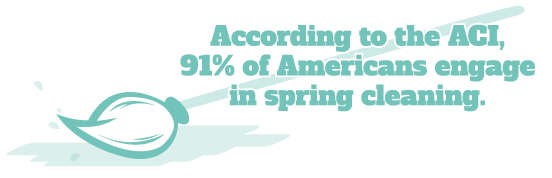 According to the ACI,
91% of Americans engage
in spring cleaning.